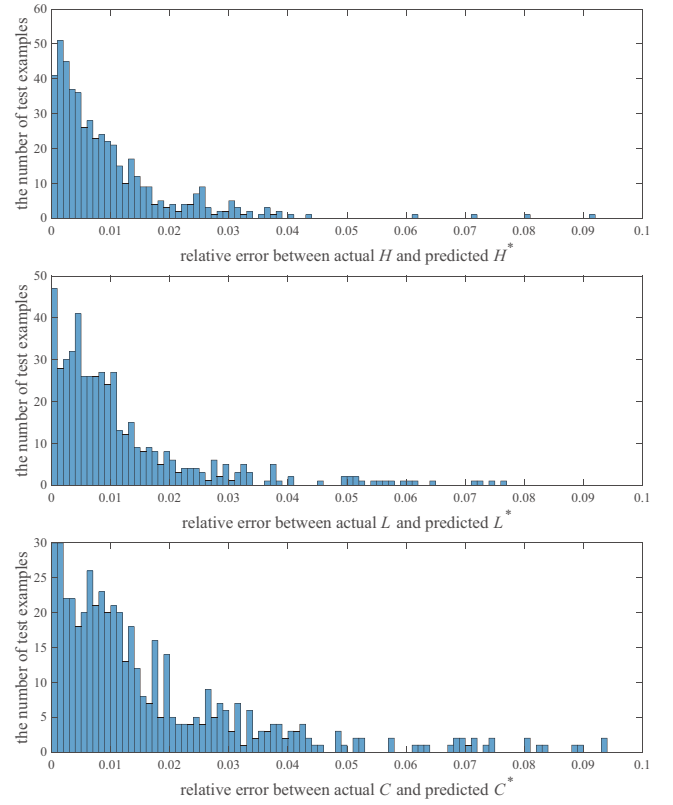 60
50
40
30
20
10
0
the number of test examples
0 0.01 0.02 0.03 0.04 0.05 0.06 0.07 0.08 0.09 0.1
relative error between actual H and predicted H*
50
40
30
20
10
0
the number of test examples
0 0.01 0.02 0.03 0.04 0.05 0.06 0.07 0.08 0.09 0.1
relative error between actual L and predicted L*
30
25
20
15
10
5
0
the number of test examples
0 0.01 0.02 0.03 0.04 0.05 0.06 0.07 0.08 0.09 0.1
relative error between actual C and predicted C*